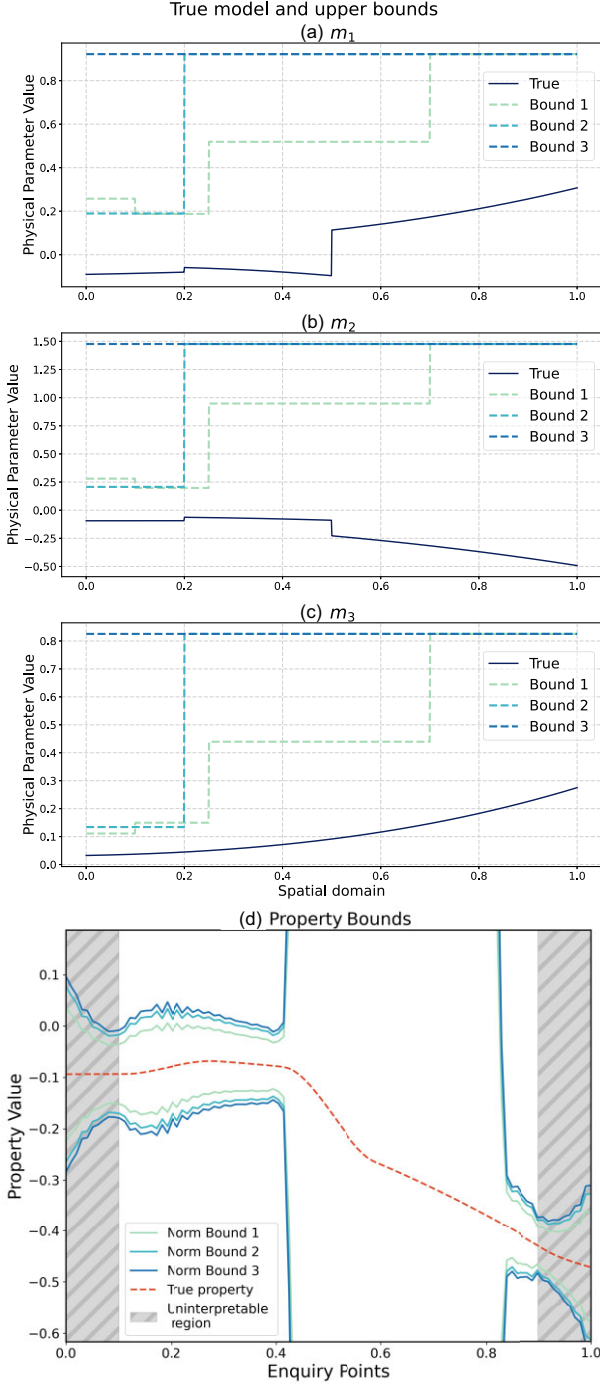 True model and upper bounds
(a) m1
Physical Parameter Value
0.8
0.6
0.4
0.2
0.0
True
Bound 1
Bound 2
Bound 3
0.0 0.2 0.4 0.6 0.8 1.0
(b) m2
Physical Parameter Value
1.50
1.25
1.00
0.75
0.50
0.25
0.00
−0.25
−0.50
True
Bound 1
Bound 2
Bound 3
0.0 0.2 0.4 0.6 0.8 1.0
(c) m3
Physical Parameter Value
0.8
0.7
0.6
0.5
0.4
0.3
0.2
0.1
0.0
True
Bound 1
Bound 2
Bound 3
0.0 0.2 0.4 0.6 0.8 1.0
Spatial domain
(d) Property Bounds
Property Value
0.1
0.0
−0.1
−0.2
−0.3
−0.4
−0.5
−0.6
Norm Bound 1
Norm Bound 2
Norm Bound 3
True property
Uninterpretable
region
0.0 0.2 0.4 0.6 0.8 1.0
Enquiry Points